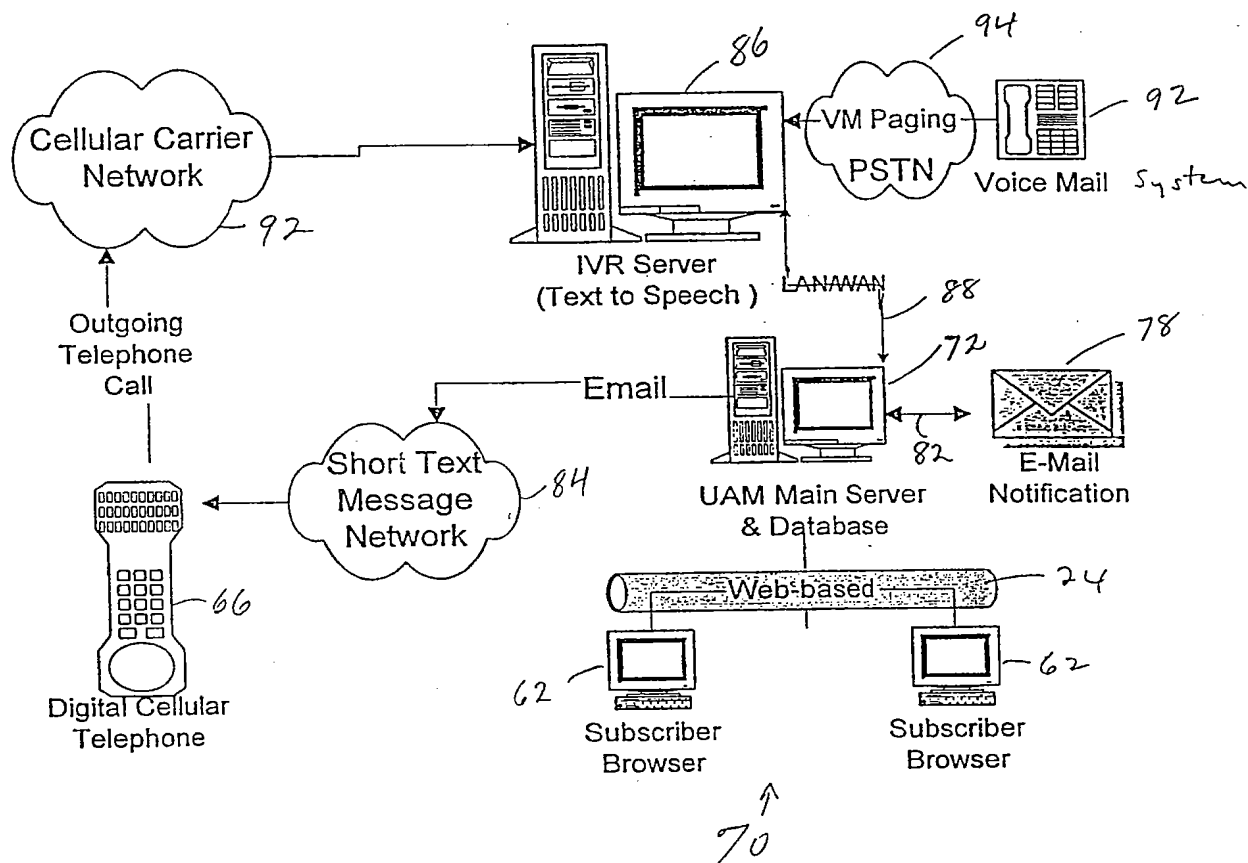 94
86
Cellular Carrier
Network
92
VM Paging
PSTN
92
Voice Mail System
IVR Server
(Text to Speech )
LAN/WAN
88
Outgoing
Telephone
Call
72
78
Email
82
E-Mail
Notification
Short Text
Message
Network
84
UAM Main Server
& Database
66
Web-based
24
62
62
Digital Cellular
Telephone
Subscriber
Browser
Subscriber
Browser
70